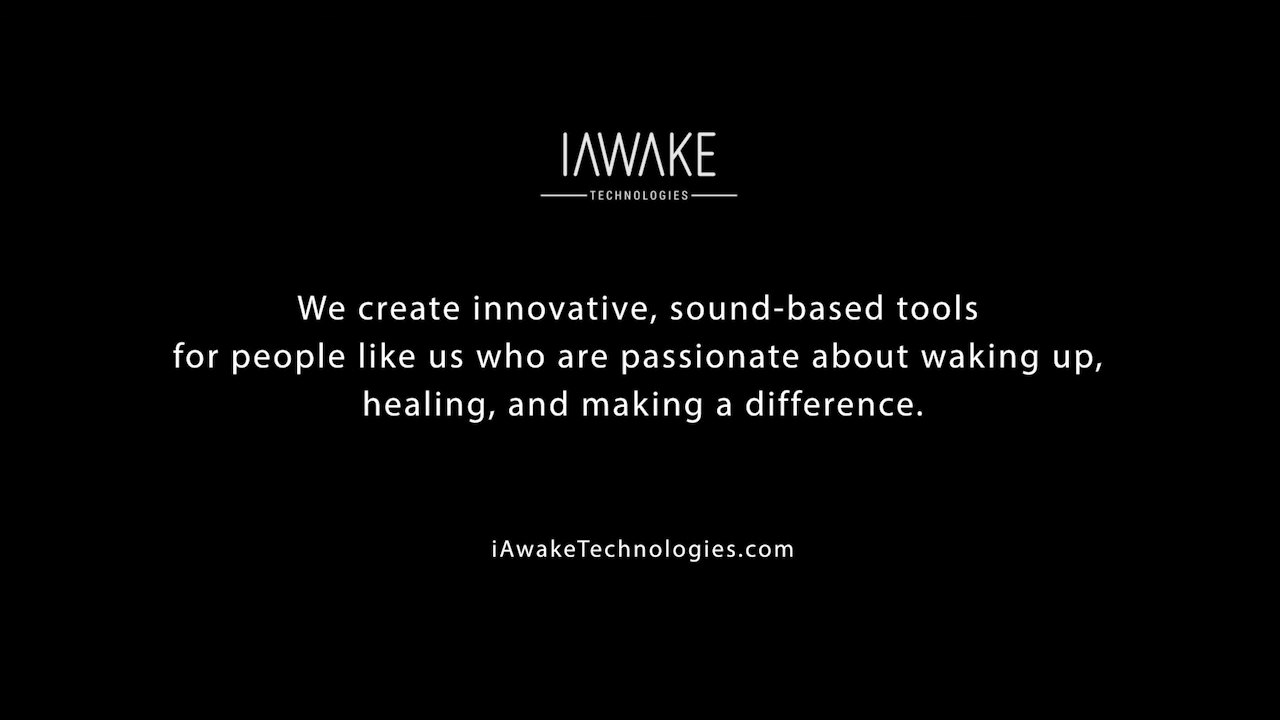 IAWAKE
TECHNOLOGIES
We create innovative, sound-based tools
for people like us who are passionate about waking up,
healing, and making a difference.
iAwakeTechnologies.com